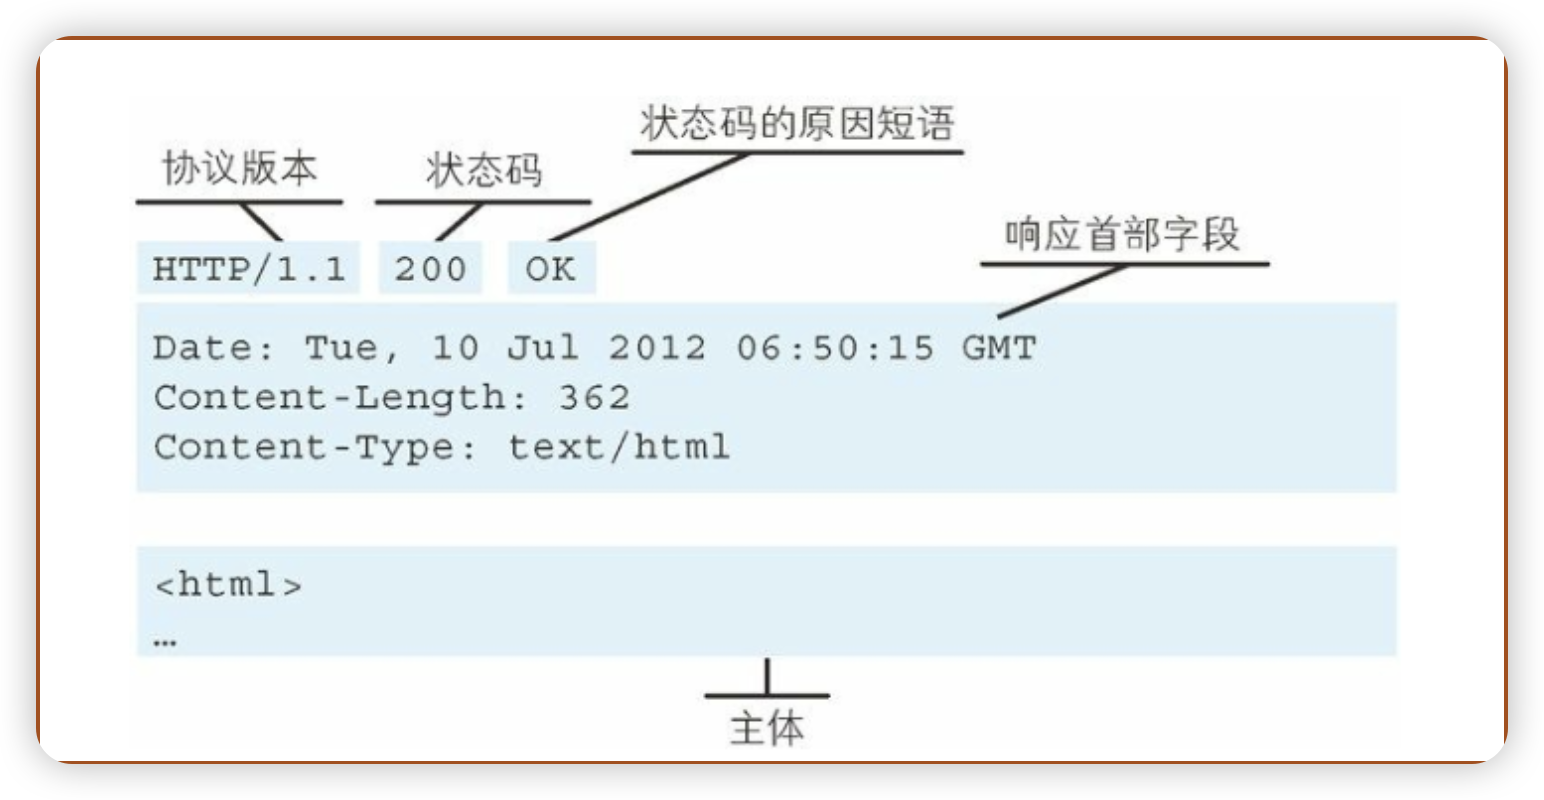 状态码的原因短语
协议版本
状态码
HTTP/1.1 200 OK
响应首部字段
Date: Tue, 10 Jul 2012 06:50:15 GMT
Content-Length: 362
Content-Type: text/html
<html>
…
主体